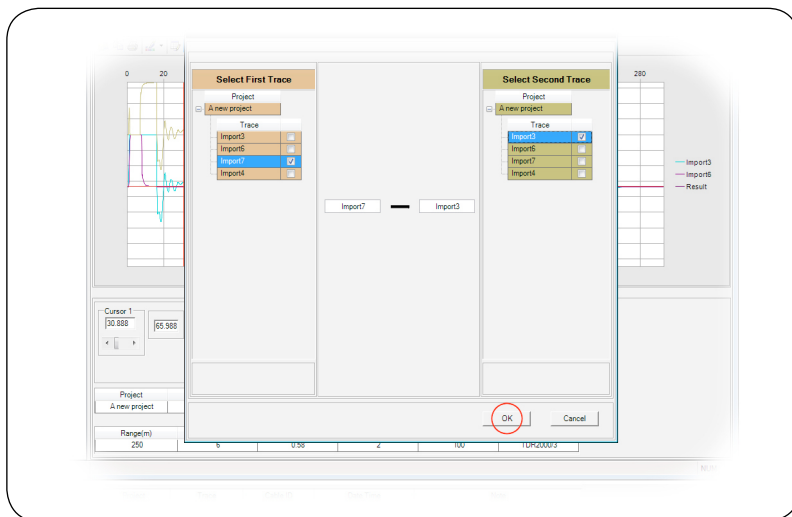 0 20 280
Select First Trace
Project
A new project
Trace
Import3
Import6
Import7
Import4
Import7 Import3
Select Second Trace
Project
A new project
Trace
Import3
Import6
Import7
Import4
Import3
Import6
Result
Cursor 1
30.888
65.988
Project
A new project
OK Cancel
Range(m)
250 6 0.58 2 100 TDR2000/3